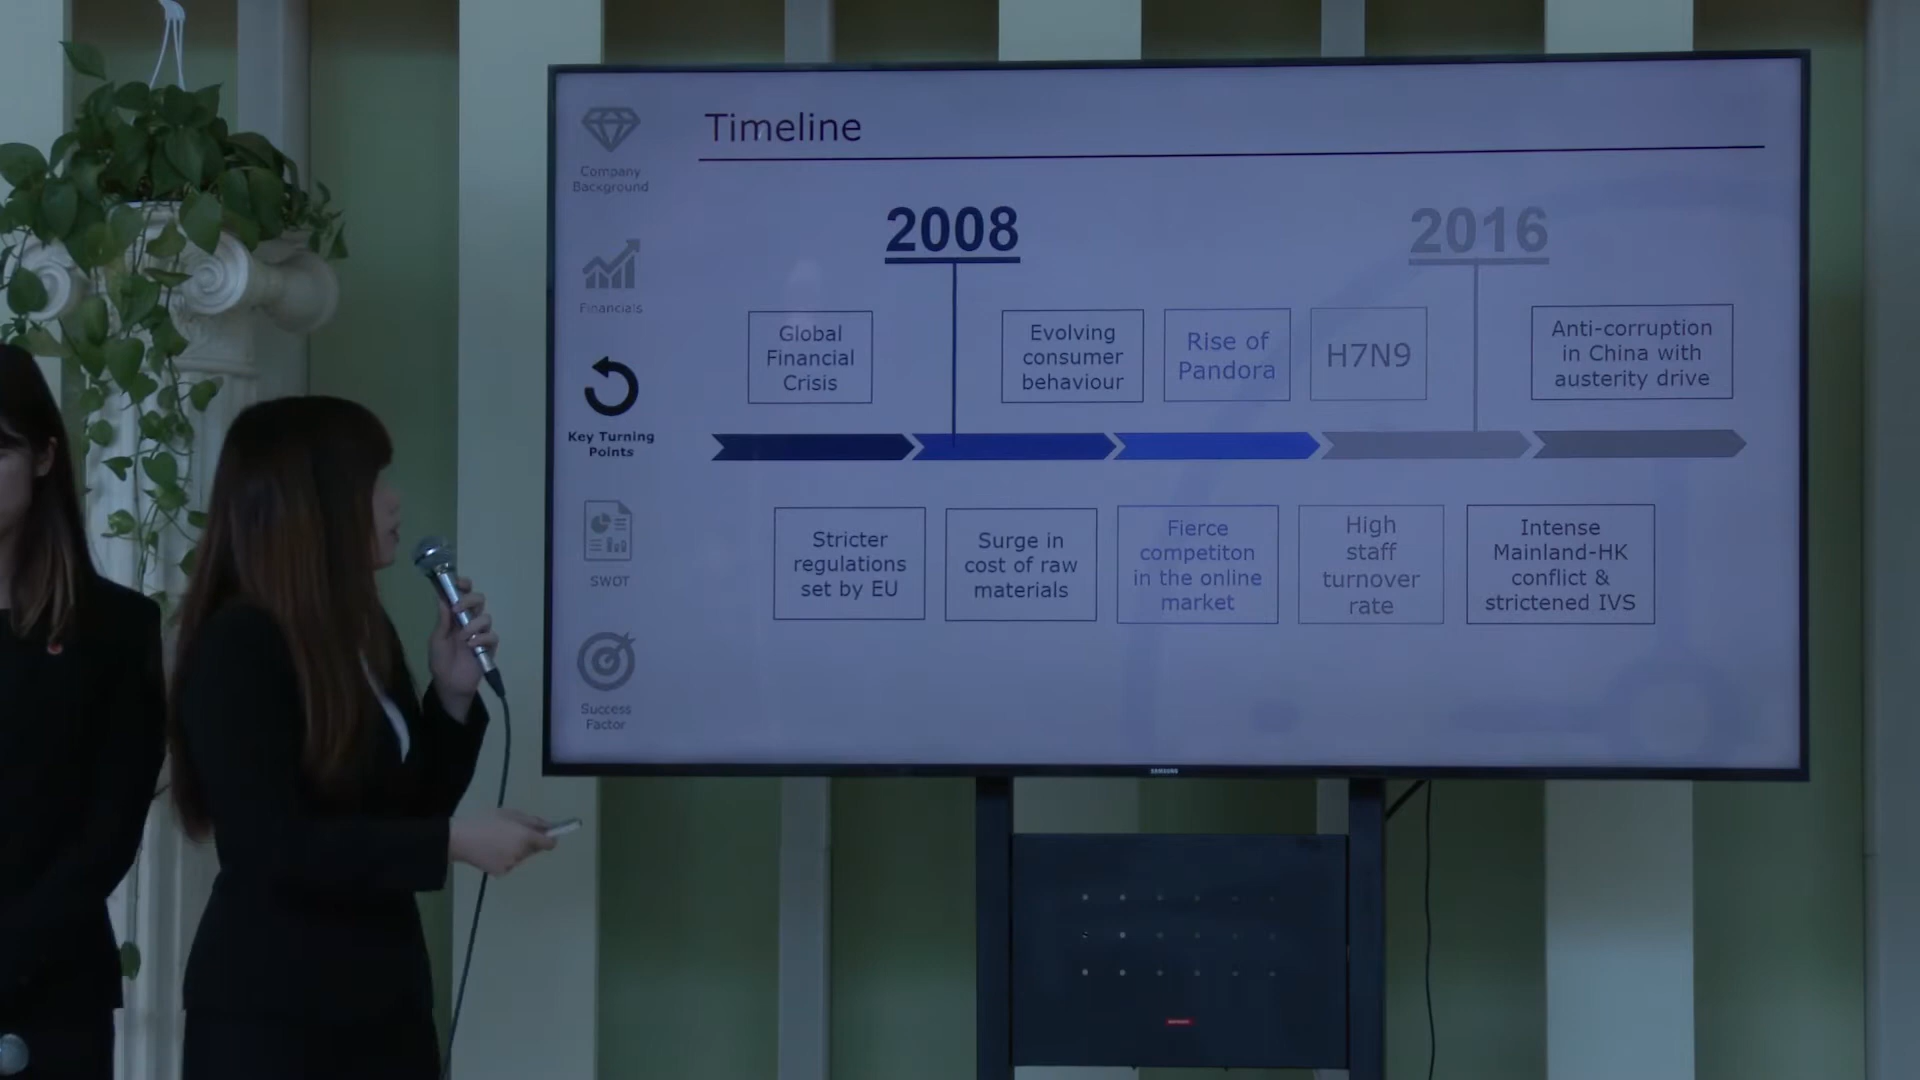 Timeline
Company
Background
Financials
Key Turning
Points
SWOT
Success
Factor
2008
2016
Global
Financial
Crisis
Evolving
consumer
behaviour
Rise of
Pandora
H7N9
Anti-corruption
in China with
austerity drive
Stricter
regulations
set by EU
Surge in
cost of raw
materials
Fierce
competiton
in the online
market
High
staff
turnover
rate
Intense
Mainland-HK
conflict &
strictened IVS
SAMSUNG